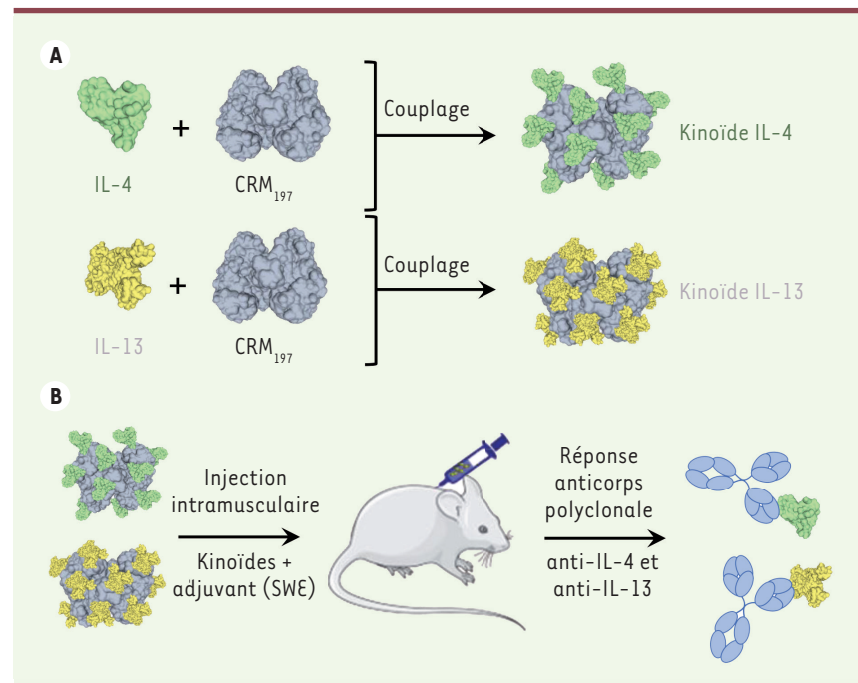 A
IL-4
+
CRM197
Couplage
Kinoïde IL-4
IL-13
+
CRM197
Couplage
Kinoïde IL-13
B
Injection
intramusculaire
Kinoïdes +
adjuvant (SWE)
Réponse
anticorps
polyclonale
anti-IL-4 et
anti-IL-13